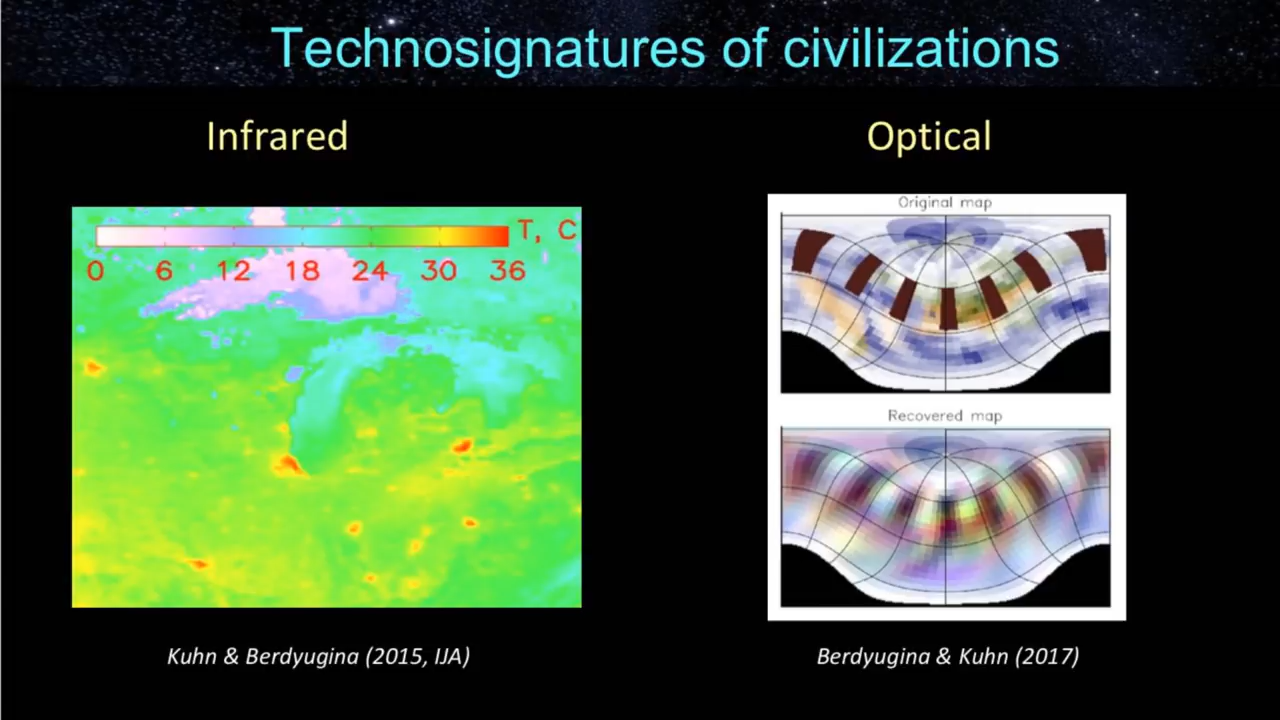 Technosignatures of civilizations
Infrared
Optical
T, C
0 6 12 18 24 30 36
Original map
Recovered map
Kuhn & Berdyugina (2015, IJA)
Berdyugina & Kuhn (2017)